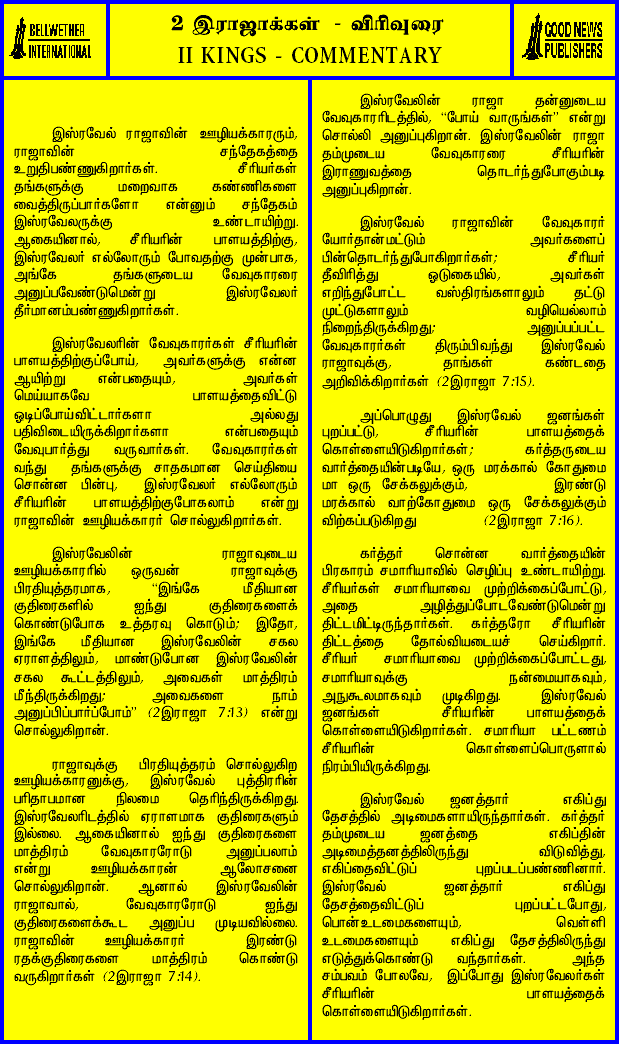 BELLWETHER
INTERNATIONAL
2 இராஜாக்கள் - விரிவுரை
II KINGS - COMMENTARY
GOOD NEWS
PUBLISHERS
இஸ்ரவேல் ராஜாவின் ஊழியக்காரரும்,
ராஜாவின் சந்தேகத்தை
உறுதிபண்ணுகிறார்கள். சீரியர்கள்
தங்களுக்கு மறைவாக கண்ணிகளை
வைத்திருப்பார்களோ என்னும் சந்தேகம்
இஸ்ரவேலருக்கு உண்டாயிற்று.
ஆகையினால், சீரியரின் பாளயத்திற்கு,
இஸ்ரவேலர் எல்லோரும் போவதற்கு முன்பாக,
அங்கே தங்களுடைய வேவுகாரரை
அனுப்பவேண்டுமென்று இஸ்ரவேலர்
தீர்மானம்பண்ணுகிறார்கள்.
இஸ்ரவேலரின் வேவுகாரர்கள் சீரியரின்
பாளயத்திற்குப்போய், அவர்களுக்கு என்ன
ஆயிற்று என்பதையும், அவர்கள்
மெய்யாகவே பாளயத்தைவிட்டு
ஓடிப்போய்விட்டார்களா அல்லது
பதிவிடையிருக்கிறார்களா என்பதையும்
வேவுபார்த்து வருவார்கள். வேவுகாரர்கள்
வந்து தங்களுக்கு சாதகமான செய்தியை
சொன்ன பின்பு, இஸ்ரவேலர் எல்லோரும்
சீரியரின் பாளயத்திற்குபோகலாம் என்று
ராஜாவின் ஊழியக்காரர் சொல்லுகிறார்கள்.
இஸ்ரவேலின் ராஜாவுடைய
ஊழியக்காரரில் ஒருவன் ராஜாவுக்கு
பிரதியுத்தரமாக, “இங்கே மீதியான
குதிரைகளில் ஐந்து குதிரைகளைக்
கொண்டுபோக உத்தரவு கொடும்; இதோ,
இங்கே மீதியான இஸ்ரவேலின் சகல
ஏராளத்திலும், மாண்டுபோன இஸ்ரவேலின்
சகல கூட்டத்திலும், அவைகள் மாத்திரம்
மீந்திருக்கிறது; அவைகளை நாம்
அனுப்பிப்பார்ப்போம்” (2இராஜா 7:13) என்று
சொல்லுகிறான்.
ராஜாவுக்கு பிரதியுத்தரம் சொல்லுகிற
ஊழியக்காரனுக்கு, இஸ்ரவேல் புத்திரரின்
பரிதாபமான நிலமை தெரிந்திருக்கிறது.
இஸ்ரவேலரிடத்தில் ஏராளமாக குதிரைகளும்
இல்லை. ஆகையினால் ஐந்து குதிரைகளை
மாத்திரம் வேவுகாரரோடு அனுப்பலாம்
என்று ஊழியக்காரன் ஆலோசனை
சொல்லுகிறான். ஆனால் இஸ்ரவேலின்
ராஜாவால், வேவுகாரரோடு ஐந்து
குதிரைகளைக்கூட அனுப்ப முடியவில்லை.
ராஜாவின் ஊழியக்காரர் இரண்டு
ரதக்குதிரைகளை மாத்திரம் கொண்டு
வருகிறார்கள் (2இராஜா 7:14).
இஸ்ரவேலின் ராஜா தன்னுடைய
வேவுகாரரிடத்தில், “போய் வாருங்கள்” என்று
சொல்லி அனுப்புகிறான். இஸ்ரவேலின் ராஜா
தம்முடைய வேவுகாரரை சீரியரின்
இராணுவத்தை தொடர்ந்துபோகும்படி
அனுப்புகிறான்.
இஸ்ரவேல் ராஜாவின் வேவுகாரர்
யோர்தான்மட்டும் அவர்களைப்
பின்தொடர்ந்துபோகிறார்கள்; சீரியர்
தீவிரித்து ஓடுகையில், அவர்கள்
எறிந்துபோட்ட வஸ்திரங்களாலும் தட்டு
முட்டுகளாலும் வழியெல்லாம்
நிறைந்திருக்கிறது; அனுப்பப்பட்ட
வேவுகாரர்கள் திரும்பிவந்து இஸ்ரவேல்
ராஜாவுக்கு, தாங்கள் கண்டதை
அறிவிக்கிறார்கள் (2இராஜா 7:15).
அப்பொழுது இஸ்ரவேல் ஜனங்கள்
புறப்பட்டு, சீரியரின் பாளயத்தைக்
கொள்ளையிடுகிறார்கள்; கர்த்தருடைய
வார்த்தையின்படியே, ஒரு மரக்கால் கோதுமை
மா ஒரு சேக்கலுக்கும், இரண்டு
மரக்கால் வாற்கோதுமை ஒரு சேக்கலுக்கும்
விற்கப்படுகிறது (2இராஜா 7:16).
கர்த்தர் சொன்ன வார்த்தையின்
பிரகாரம் சமாரியாவில் செழிப்பு உண்டாயிற்று.
சீரியர்கள் சமாரியாவை முற்றிக்கைப்போட்டு,
அதை அழித்துப்போடவேண்டுமென்று
திட்டமிட்டிருந்தார்கள். கர்த்தரோ சீரியரின்
திட்டத்தை தோல்வியடையச் செய்கிறார்.
சீரியர் சமாரியாவை முற்றிக்கைப்போட்டது,
சமாரியாவுக்கு நன்மையாகவும்,
அநுகூலமாகவும் முடிகிறது. இஸ்ரவேல்
ஜனங்கள் சீரியரின் பாளயத்தைக்
கொள்ளையிடுகிறார்கள். சமாரியா பட்டணம்
சீரியரின் கொள்ளைப்பொருளால்
நிரம்பியிருக்கிறது.
இஸ்ரவேல் ஜனத்தார் எகிப்து
தேசத்தில் அடிமைகளாயிருந்தார்கள். கர்த்தர்
தம்முடைய ஜனத்தை எகிப்தின்
அடிமைத்தனத்திலிருந்து விடுவித்து,
எகிப்தைவிட்டுப் புறப்படப்பண்ணினார்.
இஸ்ரவேல் ஜனத்தார் எகிப்து
தேசத்தைவிட்டுப் புறப்பட்டபோது,
பொன்உடமைகளையும், வெள்ளி
உடமைகளையும் எகிப்து தேசத்திலிருந்து
எடுத்துக்கொண்டு வந்தார்கள். அந்த
சம்பவம் போலவே, இப்போது இஸ்ரவேலர்கள்
சீரியரின் பாளயத்தைக்
கொள்ளையிடுகிறார்கள்.